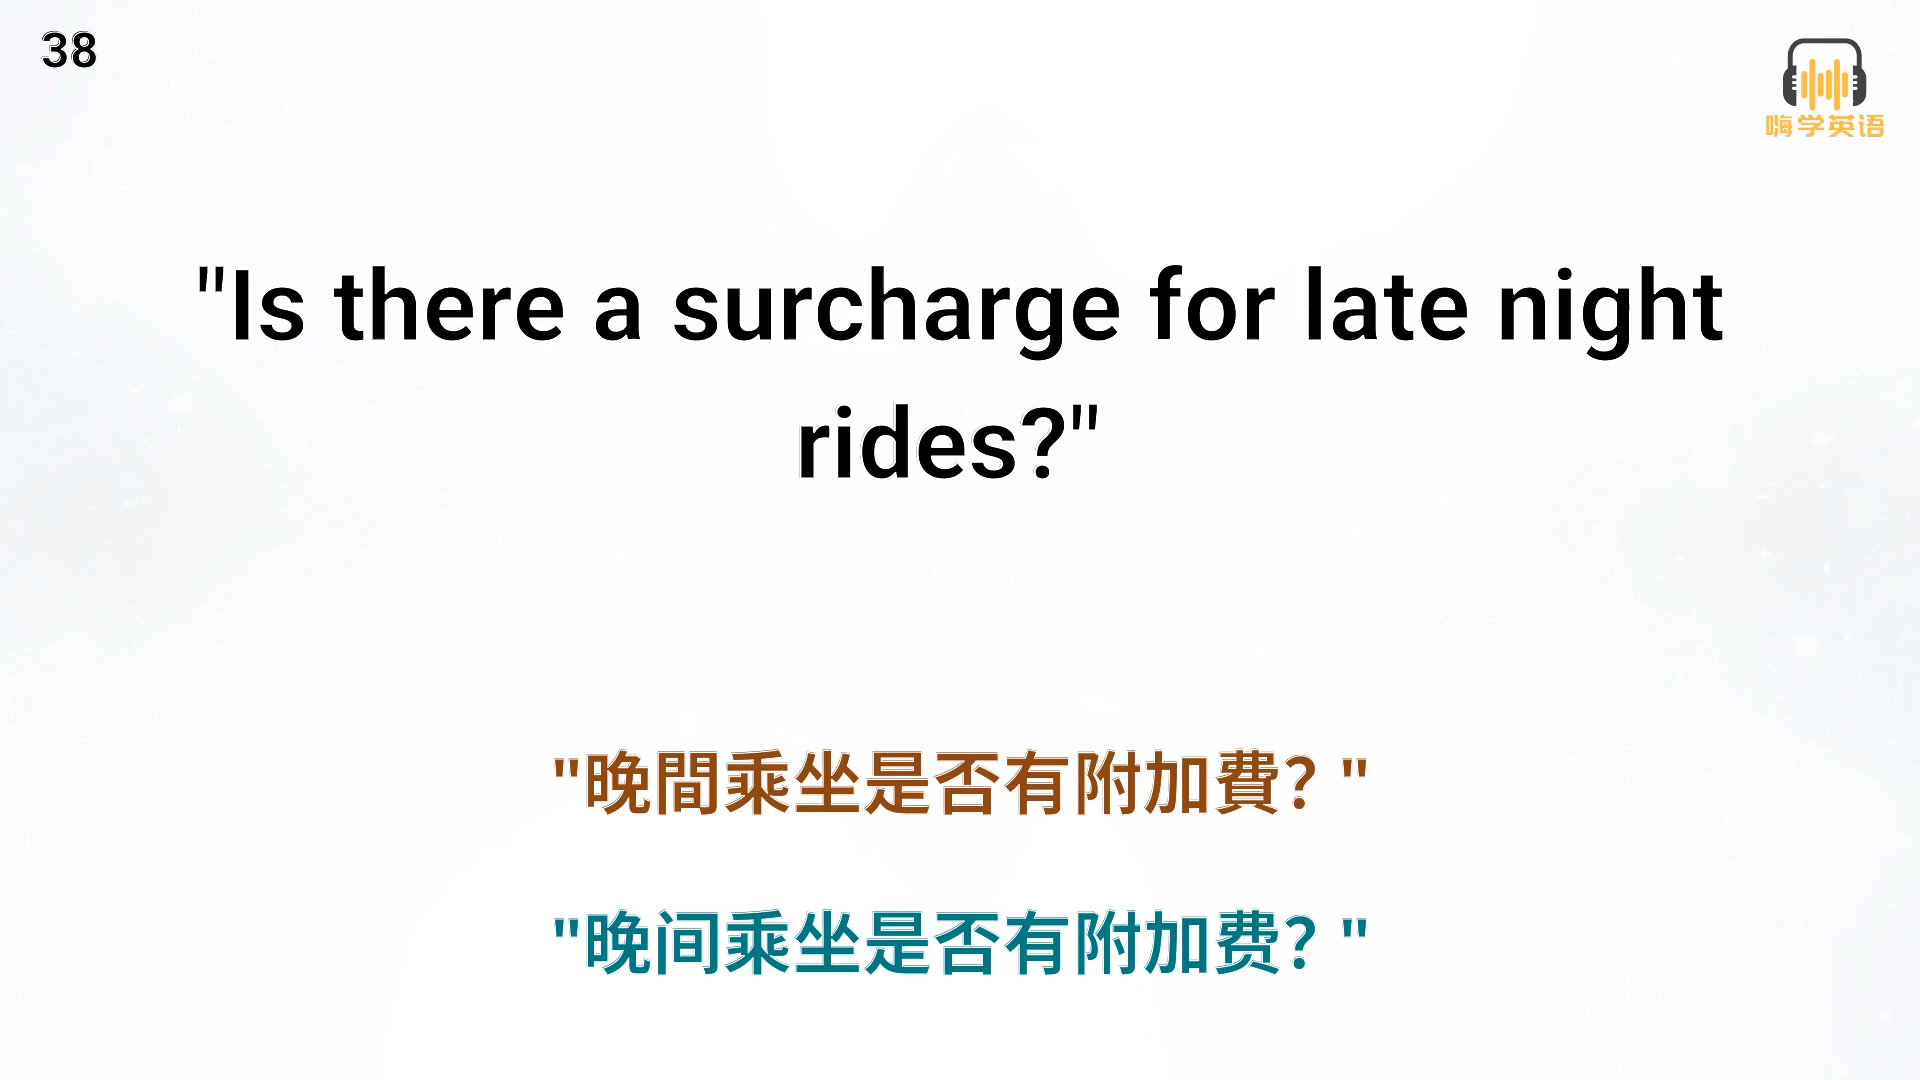 38
嗨学英语
"Is there a surcharge for late night
rides?"
"晚間乘坐是否有附加費？"
"晚间乘坐是否有附加费？"